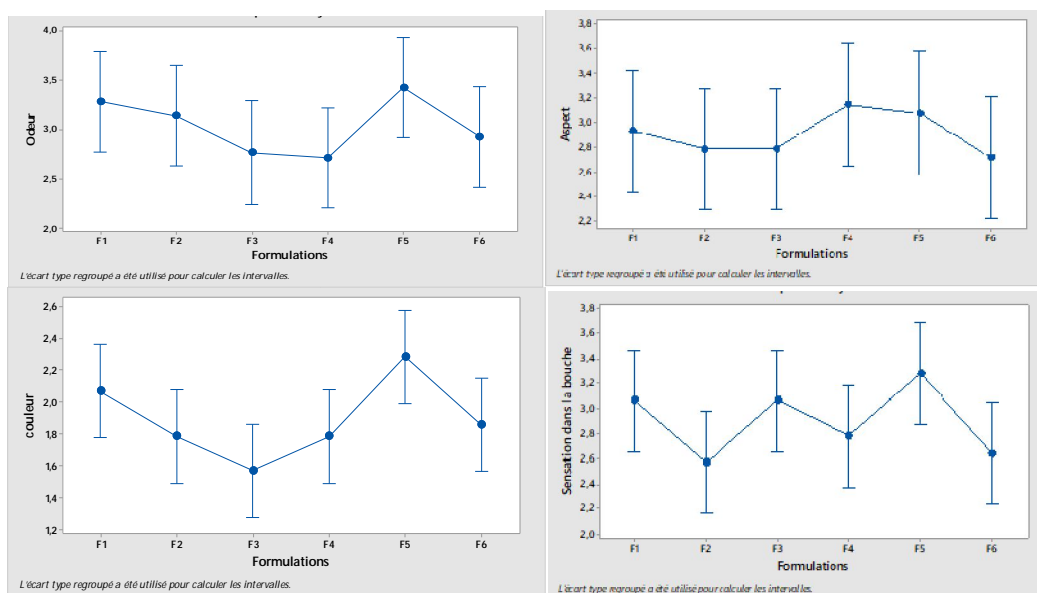 4,0
3,5
3,0
2,5
2,0
Odeur
F1 F2 F3 F4 F5 F6
Formulations
L'écart type regroupé a été utilisé pour calculer les intervalles.
3,8
3,6
3,4
3,2
3,0
2,8
2,6
2,4
2,2
Aspect
F1 F2 F3 F4 F5 F6
Formulations
L'écart type regroupé a été utilisé pour calculer les intervalles.
2,6
2,4
2,2
2,0
1,8
1,6
1,4
1,2
couleur
F1 F2 F3 F4 F5 F6
Formulations
L'écart type regroupé a été utilisé pour calculer les intervalles.
3,8
3,6
3,4
3,2
3,0
2,8
2,6
2,4
2,2
2,0
Sensation dans la bouche
F1 F2 F3 F4 F5 F6
Formulations
L'écart type regroupé a été utilisé pour calculer les intervalles.